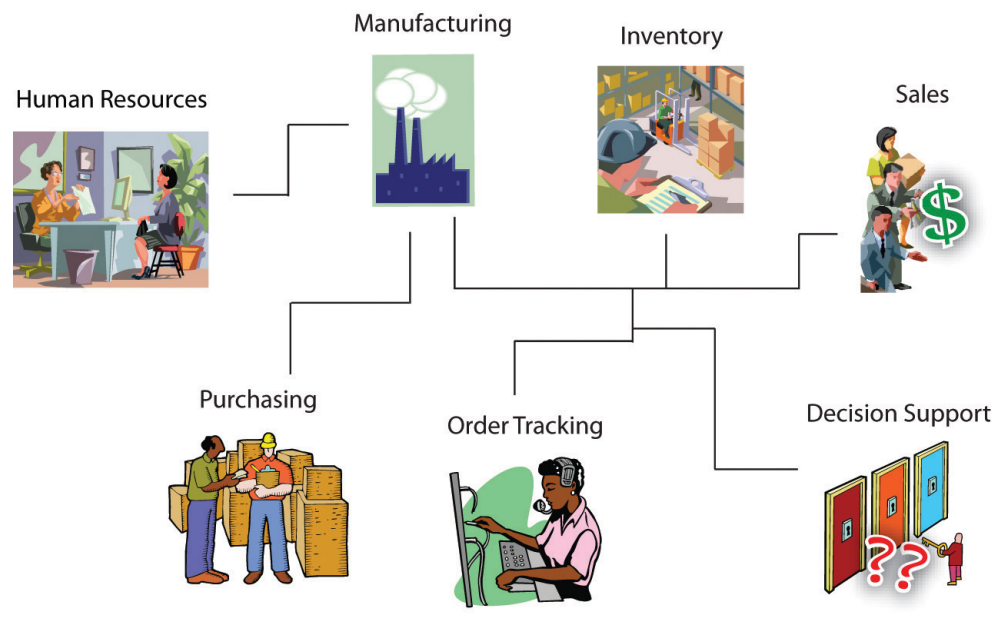 Manufacturing
Inventory
Human Resources
Sales
$
Purchasing
Order Tracking
Decision Support
? ?